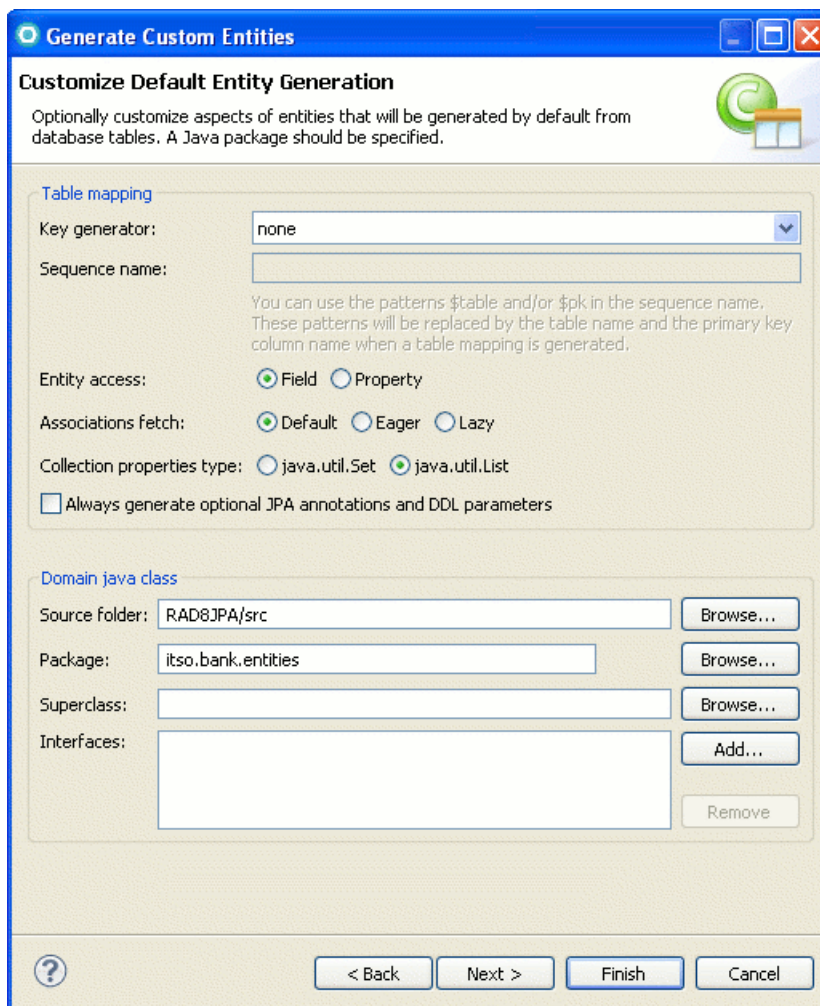 Generate Custom Entities
Customize Default Entity Generation
Optionally customize aspects of entities that will be generated by default from
database tables. A Java package should be specified.
Table mapping
Key generator: none
Sequence name:
You can use the patterns $table and/or $pk in the sequence name.
These patterns will be replaced by the table name and the primary key
column name when a table mapping is generated.
Entity access: Field Property
Associations fetch: Default Eager Lazy
Collection properties type: java.util.Set java.util.List
Always generate optional JPA annotations and DDL parameters
Domain java class
Source folder: RAD8JPA/src Browse...
Package: itso.bank.entities Browse...
Superclass: Browse...
Interfaces: Add...
Remove
? < Back Next > Finish Cancel